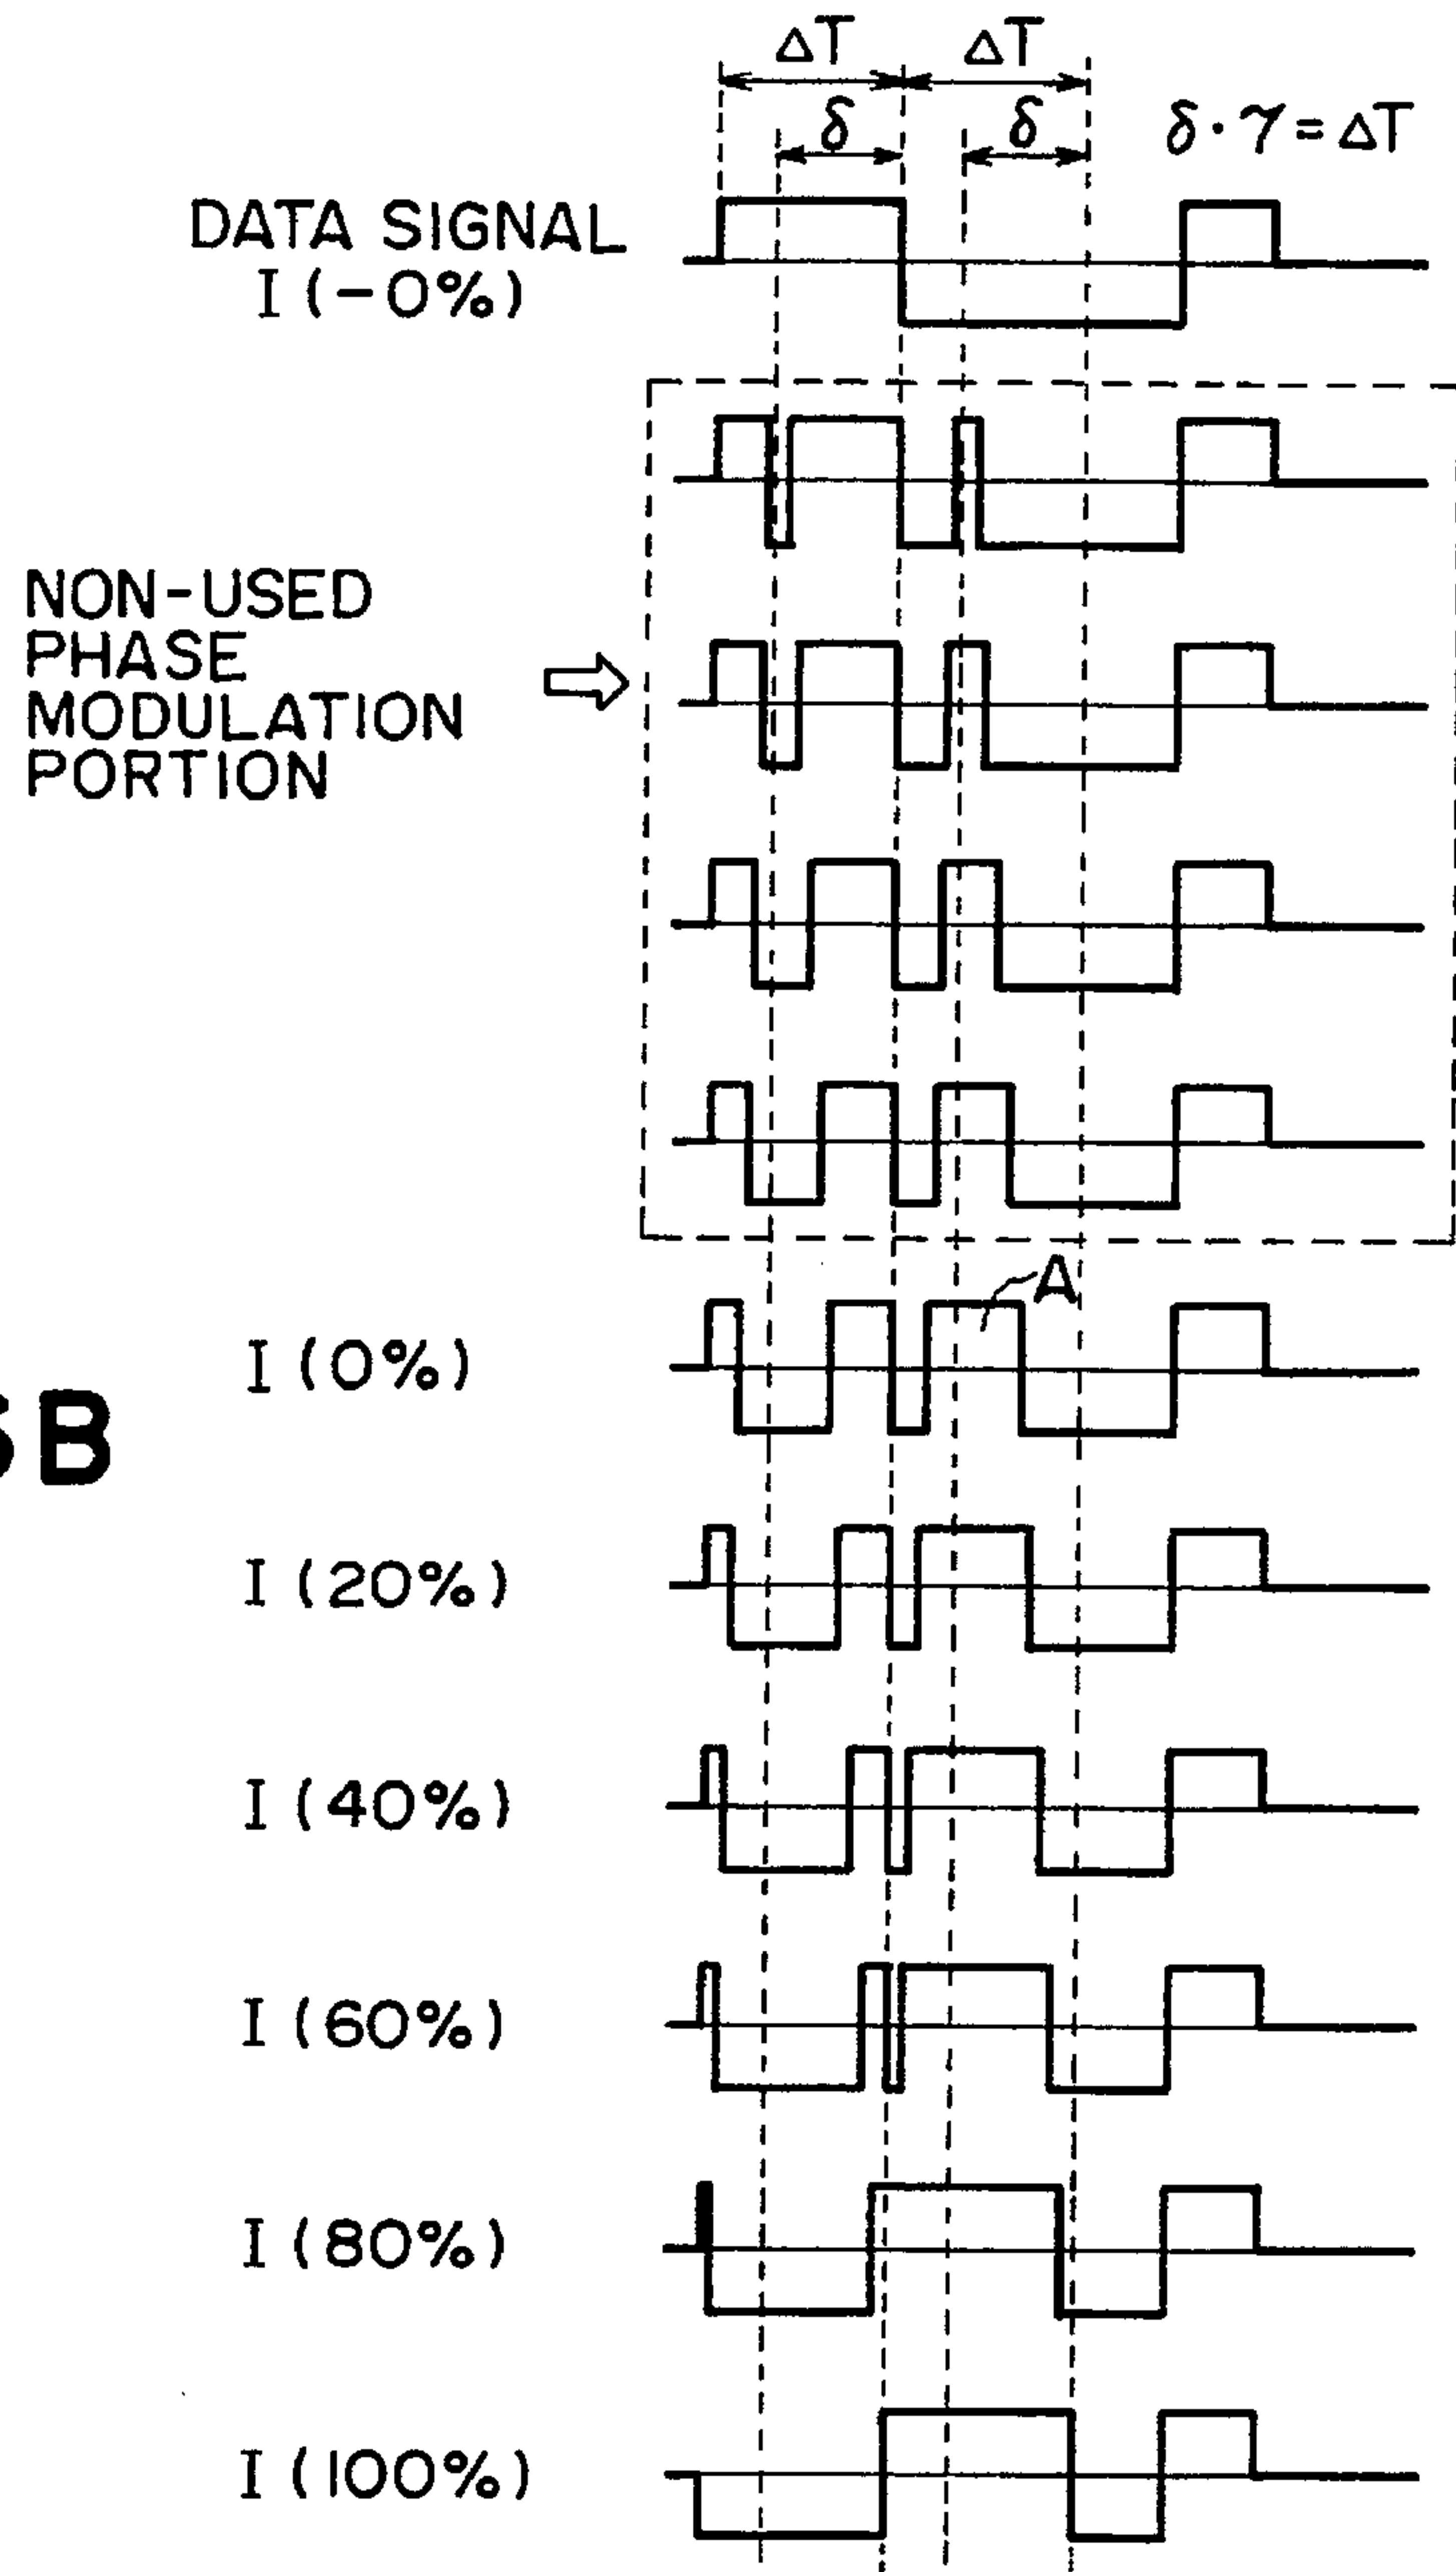 ΔT ΔT
δ δ δ·γ=ΔT
DATA SIGNAL
I (-0%)
NON-USED
PHASE
MODULATION
PORTION
A
I (0%)
B
I (20%)
I (40%)
I (60%)
I (80%)
I (100%)